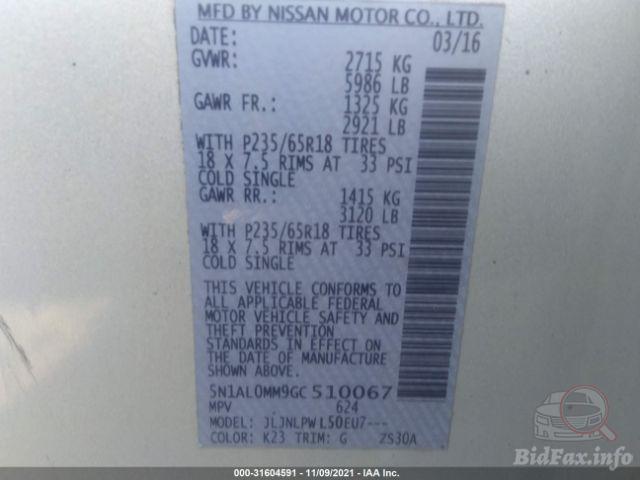 MFD BY NISSAN MOTOR CO., LTD.
DATE: 03/16
GVWR: 2715 KG
5986 LB
GAWR FR.: 1325 KG
2921 LB
WITH P235/65R18 TIRES
18 X 7.5 RIMS AT 33 PSI
COLD SINGLE
GAWR RR.: 1415 KG
3120 LB
WITH P235/65R18 TIRES
18 X 7.5 RIMS AT 33 PSI
COLD SINGLE
THIS VEHICLE CONFORMS TO
ALL APPLICABLE FEDERAL
MOTOR VEHICLE SAFETY AND
THEFT PREVENTION
STANDARDS IN EFFECT ON
THE DATE OF MANUFACTURE
SHOWN ABOVE.
5N1AL0MM9GC510067
MPV 624
MODEL: JLJNLPWL50EU7---
COLOR: K23 TRIM: G ZS30A
000-31604591 - 11/09/2021 - IAA Inc.
BidFax.info